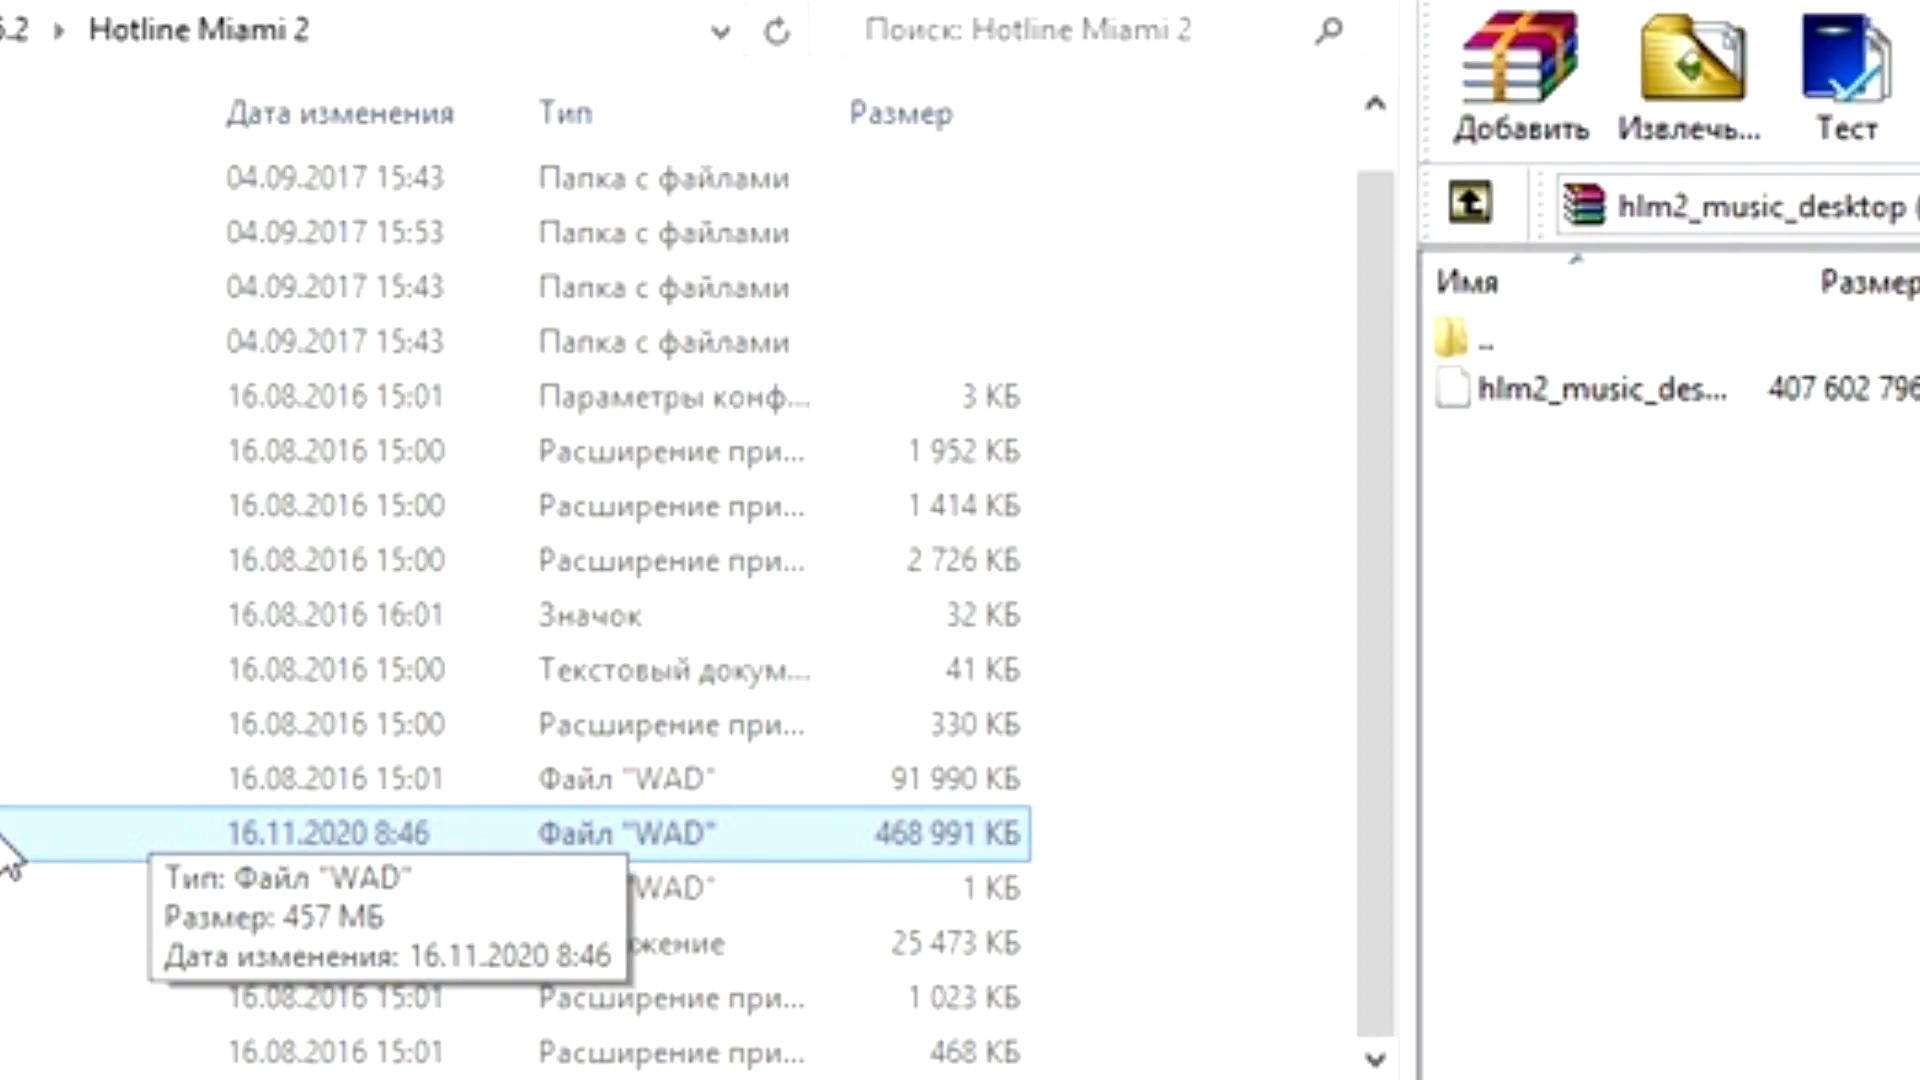 Hotline Miami 2
Поиск: Hotline Miami 2
Дата изменения Тип Размер
04.09.2017 15:43 Папка с файлами
04.09.2017 15:53 Папка с файлами
04.09.2017 15:43 Папка с файлами
04.09.2017 15:43 Папка с файлами
16.08.2016 15:01 Параметры конф... 3 КБ
16.08.2016 15:00 Расширение при... 1 952 КБ
16.08.2016 15:00 Расширение при... 1 414 КБ
16.08.2016 15:00 Расширение при... 2 726 КБ
16.08.2016 16:01 Значок 32 КБ
16.08.2016 15:00 Текстовый докум... 41 КБ
16.08.2016 15:00 Расширение при... 330 КБ
16.08.2016 15:01 Файл "WAD" 91 990 КБ
16.11.2020 8:46 Файл "WAD" 468 991 КБ
WAD" 1 КБ
жение 25 473 КБ
Тип: Файл "WAD"
Размер: 457 МБ
Дата изменения: 16.11.2020 8:46
16.08.2016 15:01 Расширение при... 1 023 КБ
16.08.2016 15:01 Расширение при... 468 КБ
Добавить Извлечь... Тест
hlm2_music_desktop
Имя Размер
..
hlm2_music_des... 407 602 796